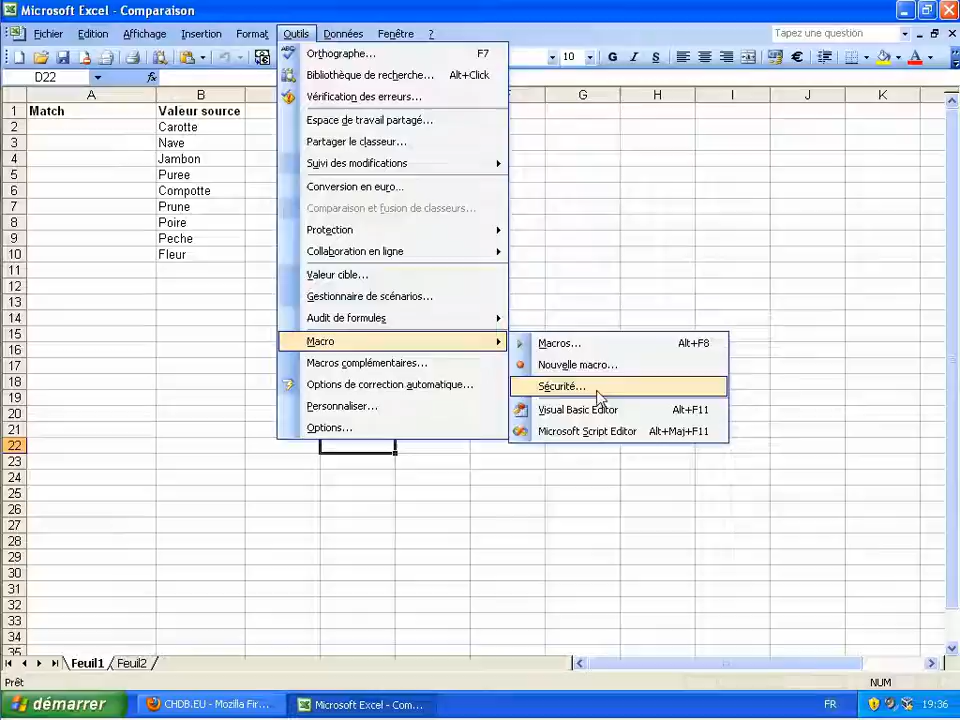 Microsoft Excel - Comparaison
Fichier Edition Affichage Insertion Format Outils Données Fenêtre ? Tapez une question
10 G I S €
D22 fx
A B G H I J K
1 Match Valeur source
2 Carotte
3 Nave
4 Jambon
5 Puree
6 Compotte
7 Prune
8 Poire
9 Peche
10 Fleur
11
12
13
14
15
16
17
18
19
20
21
22
23
24
25
26
27
28
29
30
31
32
33
34
35
Orthographe... F7
Bibliothèque de recherche... Alt+Click
Vérification des erreurs...
Espace de travail partagé...
Partager le classeur...
Suivi des modifications
Conversion en euro...
Comparaison et fusion de classeurs...
Protection
Collaboration en ligne
Valeur cible...
Gestionnaire de scénarios...
Audit de formules
Macro
Macros complémentaires...
Options de correction automatique...
Personnaliser...
Options...
Macros... Alt+F8
Nouvelle macro...
Sécurité...
Visual Basic Editor Alt+F11
Microsoft Script Editor Alt+Maj+F11
Feuil1 Feuil2
Prêt NUM
démarrer CHDB.EU - Mozilla Fir... Microsoft Excel - Com... FR 19:36